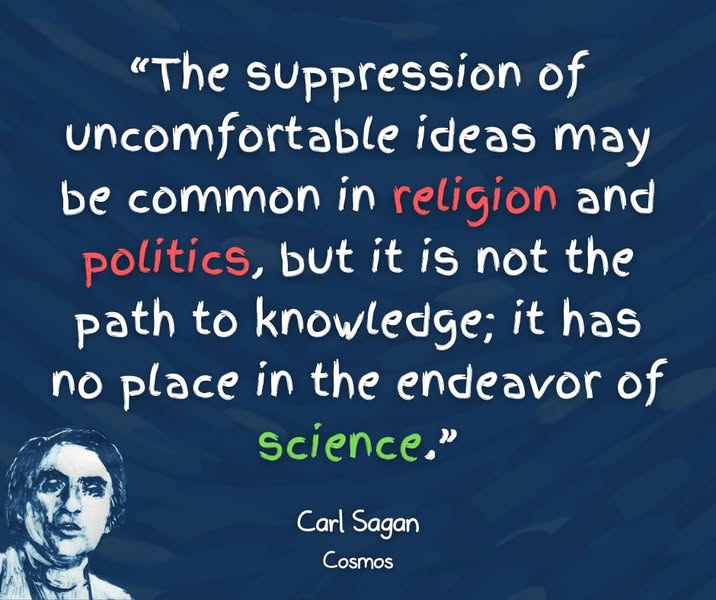 “The suppression of
uncomfortable ideas may
be common in religion and
politics, but it is not the
path to knowledge; it has
no place in the endeavor of
science.”
Carl Sagan
Cosmos